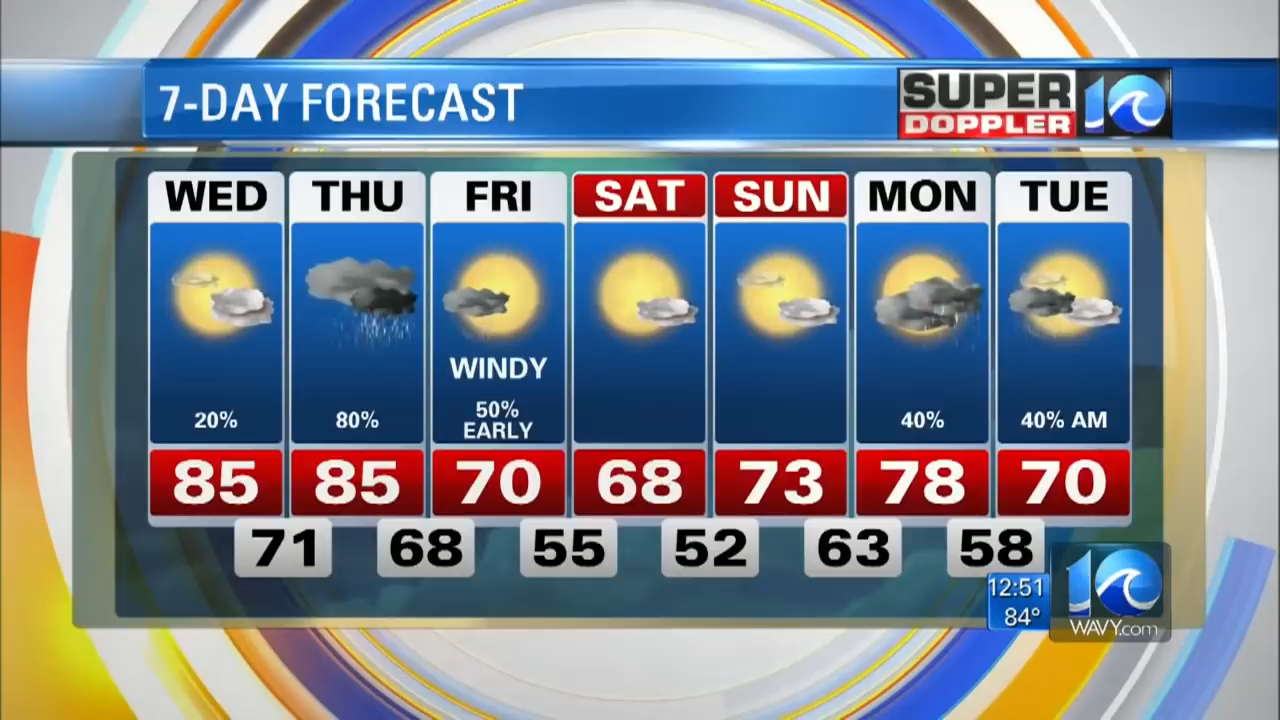 7-DAY FORECAST
SUPER
DOPPLER
10
WED THU FRI SAT SUN MON TUE
WINDY
20% 80% 50% EARLY 40% 40% AM
85 85 70 68 73 78 70
71 68 55 52 63 58
12:51
84°
10
WAVY.com